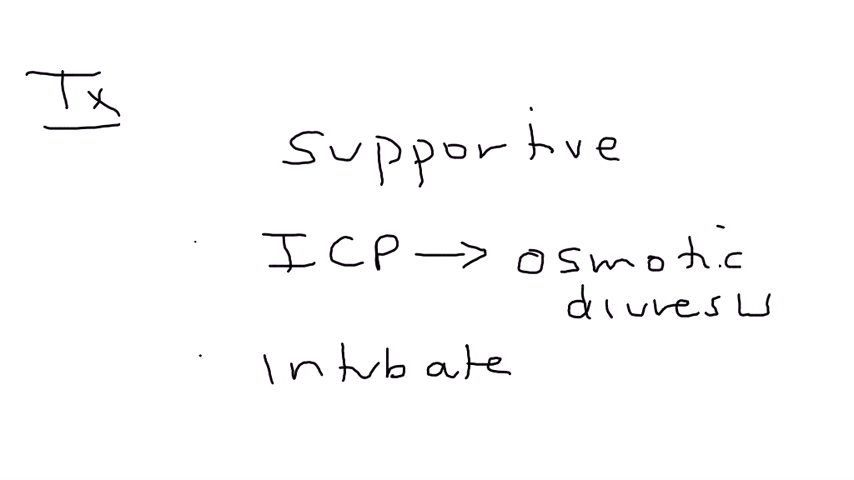 Tx
Supportive
ICP → osmotic
diuresis
intubate